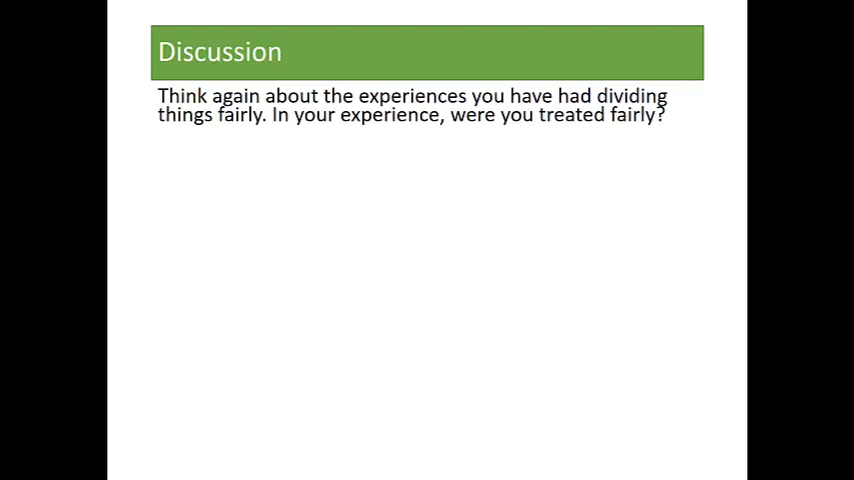 Discussion
Think again about the experiences you have had dividing
things fairly. In your experience, were you treated fairly?